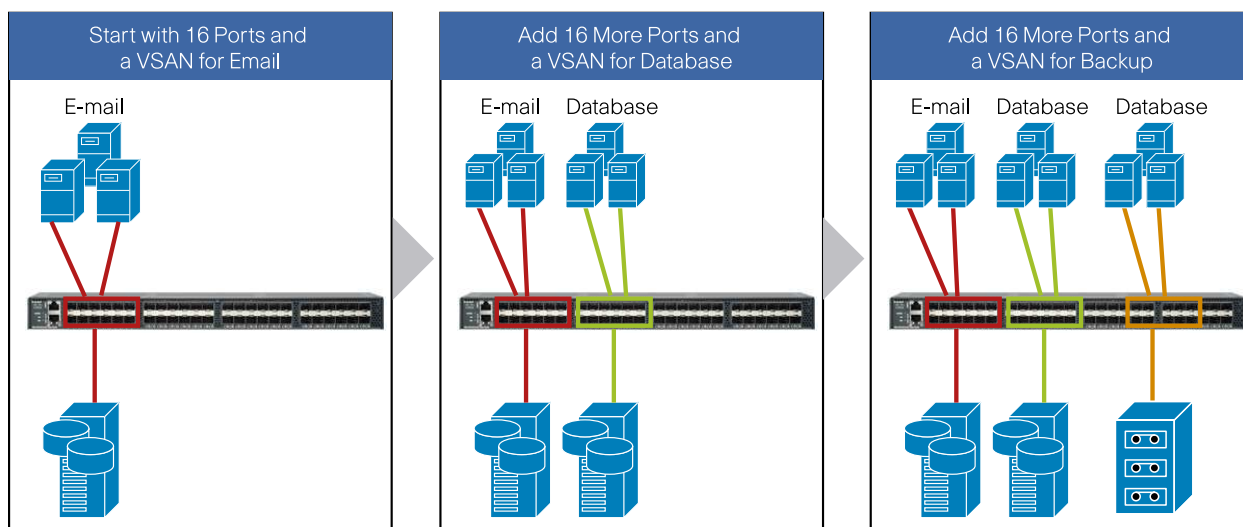 Start with 16 Ports and
a VSAN for Email
E-mail
Add 16 More Ports and
a VSAN for Database
E-mail Database
Add 16 More Ports and
a VSAN for Backup
E-mail Database Database